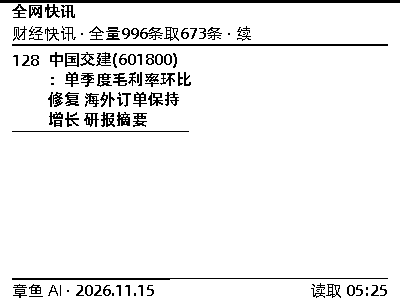 全网快讯
财经快讯 · 全量996条取673条 · 续
128 中国交建(601800)
：单季度毛利率环比
修复 海外订单保持
增长 研报摘要
章鱼 AI · 2026.11.15
读取 05:25